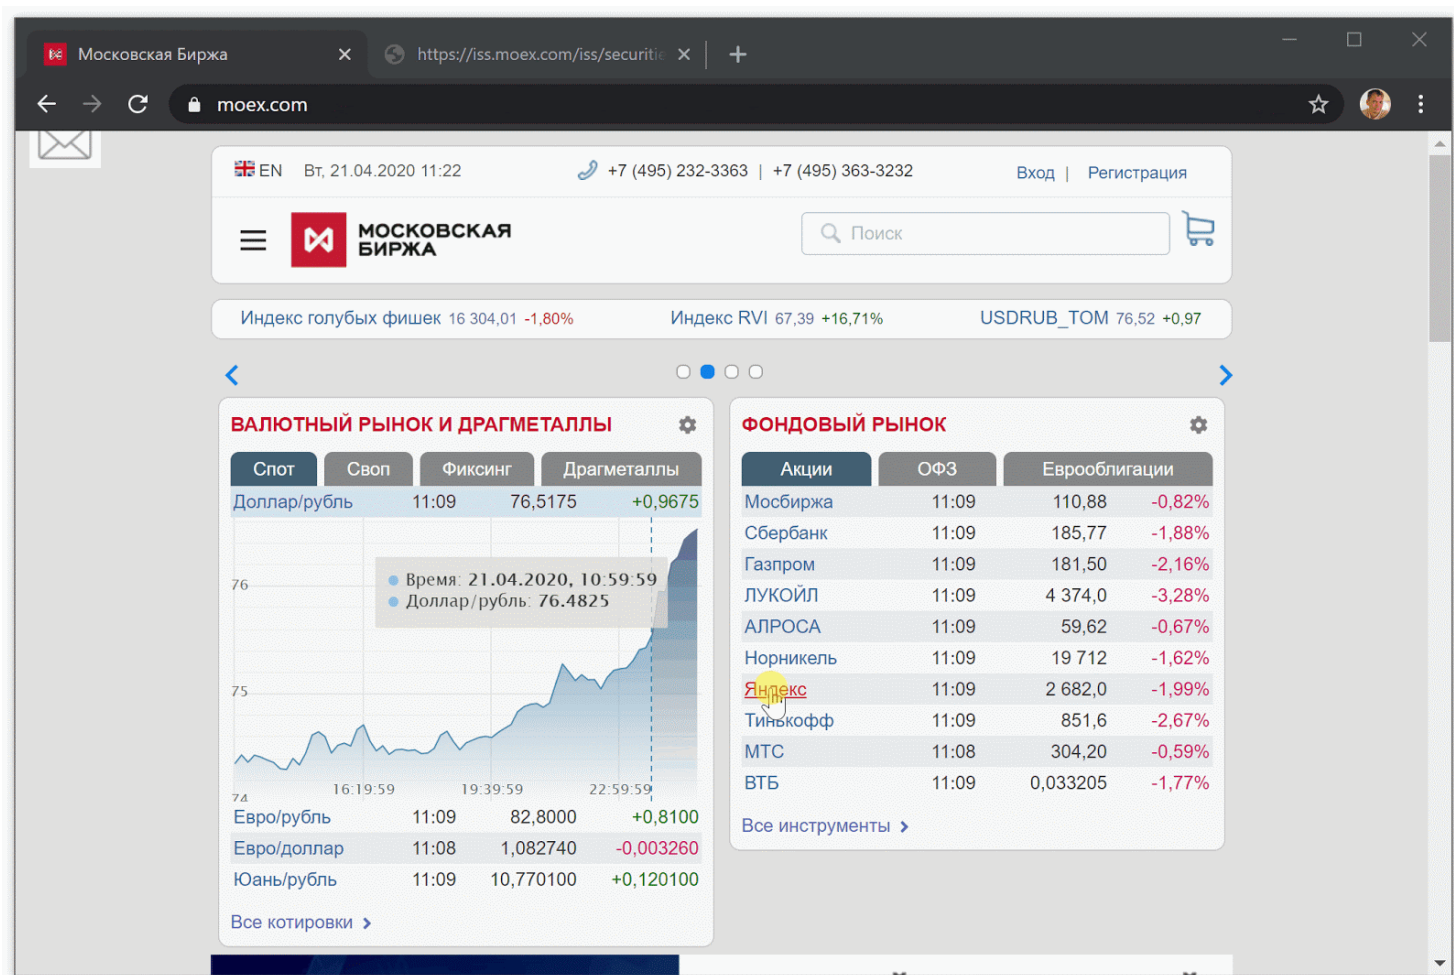 Московская Биржа
https://iss.moex.com/iss/securitie
moex.com
EN Вт, 21.04.2020 11:22 +7 (495) 232-3363 | +7 (495) 363-3232 Вход | Регистрация
МОСКОВСКАЯ
БИРЖА
Поиск
Индекс голубых фишек 16 304,01 -1,80% Индекс RVI 67,39 +16,71% USDRUB_TOM 76,52 +0,97
ВАЛЮТНЫЙ РЫНОК И ДРАГМЕТАЛЛЫ
Спот Своп Фиксинг Драгметаллы
Доллар/рубль 11:09 76,5175 +0,9675
Время: 21.04.2020, 10:59:59
Доллар/рубль: 76.4825
76
75
74
16:19:59 19:39:59 22:59:59
Евро/рубль 11:09 82,8000 +0,8100
Евро/доллар 11:08 1,082740 -0,003260
Юань/рубль 11:09 10,770100 +0,120100
Все котировки
ФОНДОВЫЙ РЫНОК
Акции ОФЗ Еврооблигации
Мосбиржа 11:09 110,88 -0,82%
Сбербанк 11:09 185,77 -1,88%
Газпром 11:09 181,50 -2,16%
ЛУКОЙЛ 11:09 4 374,0 -3,28%
АЛРОСА 11:09 59,62 -0,67%
Норникель 11:09 19 712 -1,62%
Яндекс 11:09 2 682,0 -1,99%
Тинькофф 11:09 851,6 -2,67%
МТС 11:08 304,20 -0,59%
ВТБ 11:09 0,033205 -1,77%
Все инструменты